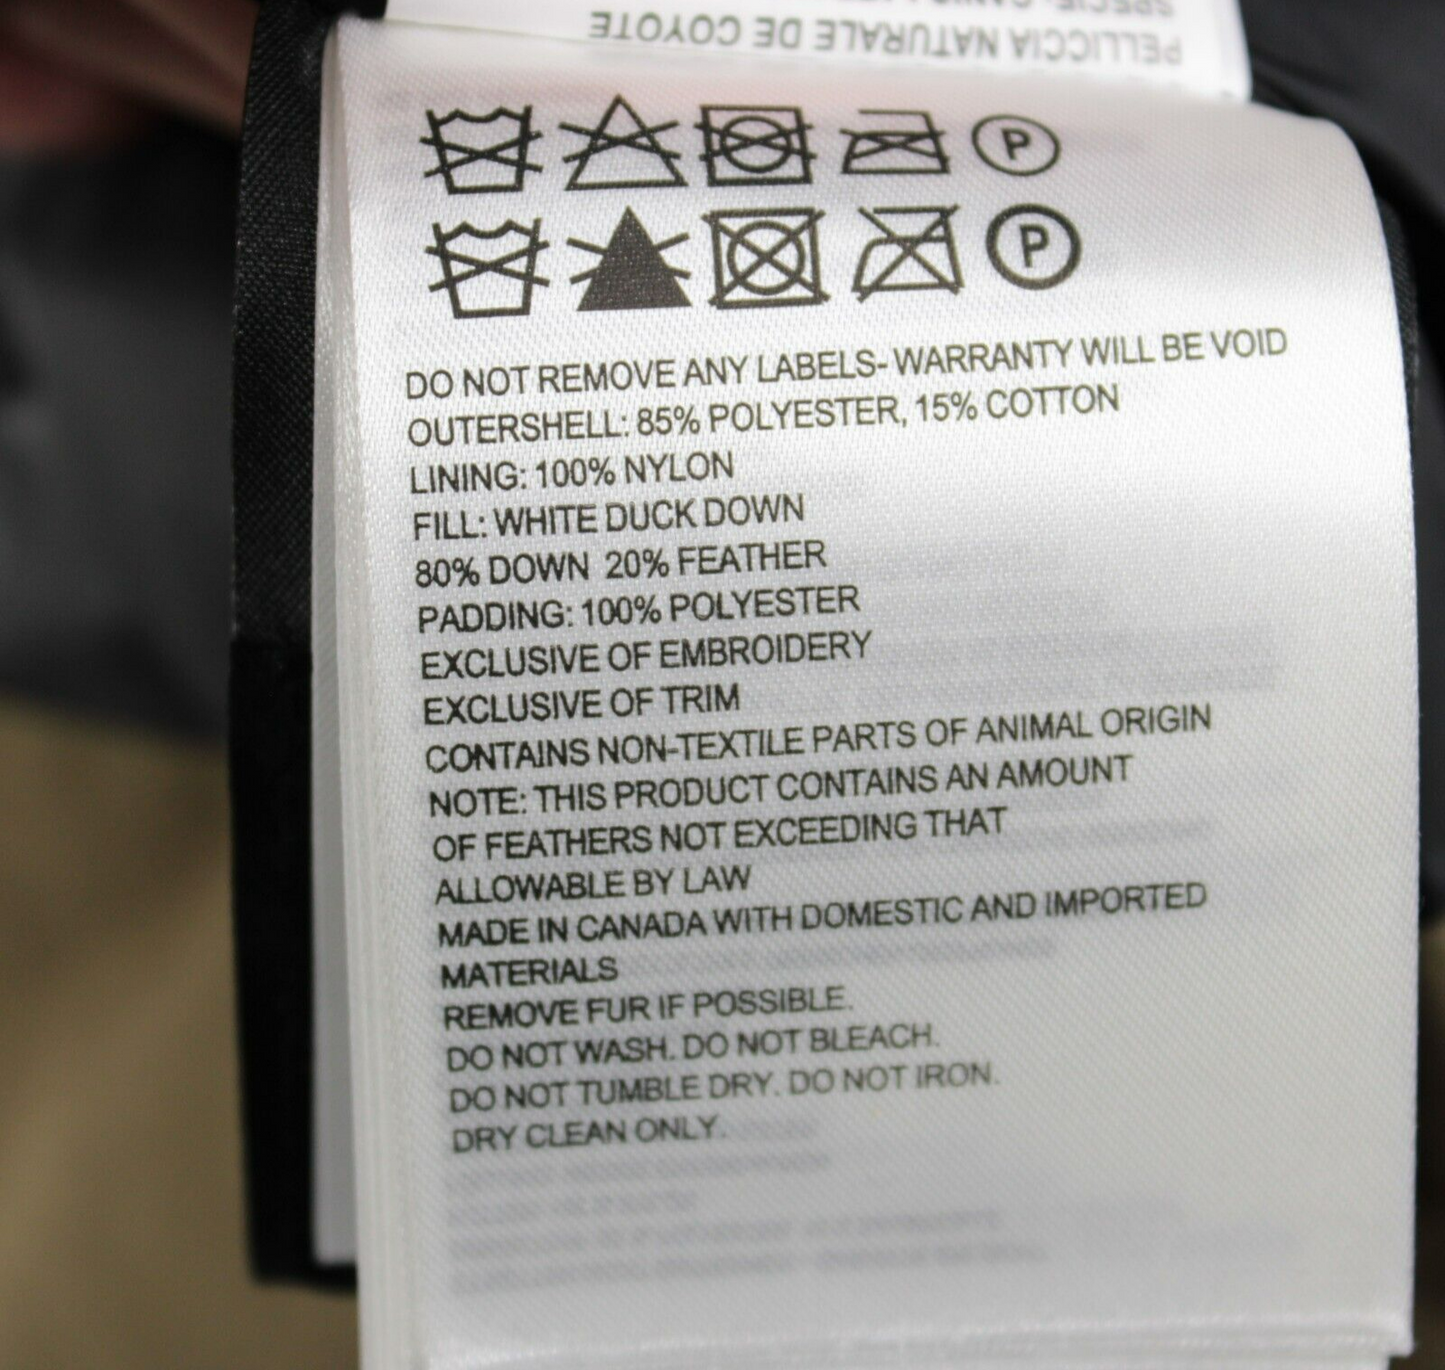 SPECIE: CANIS
PELLICCIA NATURALE DE COYOTE
P
P
DO NOT REMOVE ANY LABELS-WARRANTY WILL BE VOID
OUTERSHELL: 85% POLYESTER, 15% COTTON
LINING: 100% NYLON
FILL: WHITE DUCK DOWN
80% DOWN 20% FEATHER
PADDING: 100% POLYESTER
EXCLUSIVE OF EMBROIDERY
EXCLUSIVE OF TRIM
CONTAINS NON-TEXTILE PARTS OF ANIMAL ORIGIN
NOTE: THIS PRODUCT CONTAINS AN AMOUNT
OF FEATHERS NOT EXCEEDING THAT
ALLOWABLE BY LAW
MADE IN CANADA WITH DOMESTIC AND IMPORTED
MATERIALS
REMOVE FUR IF POSSIBLE.
DO NOT WASH. DO NOT BLEACH.
DO NOT TUMBLE DRY. DO NOT IRON.
DRY CLEAN ONLY.